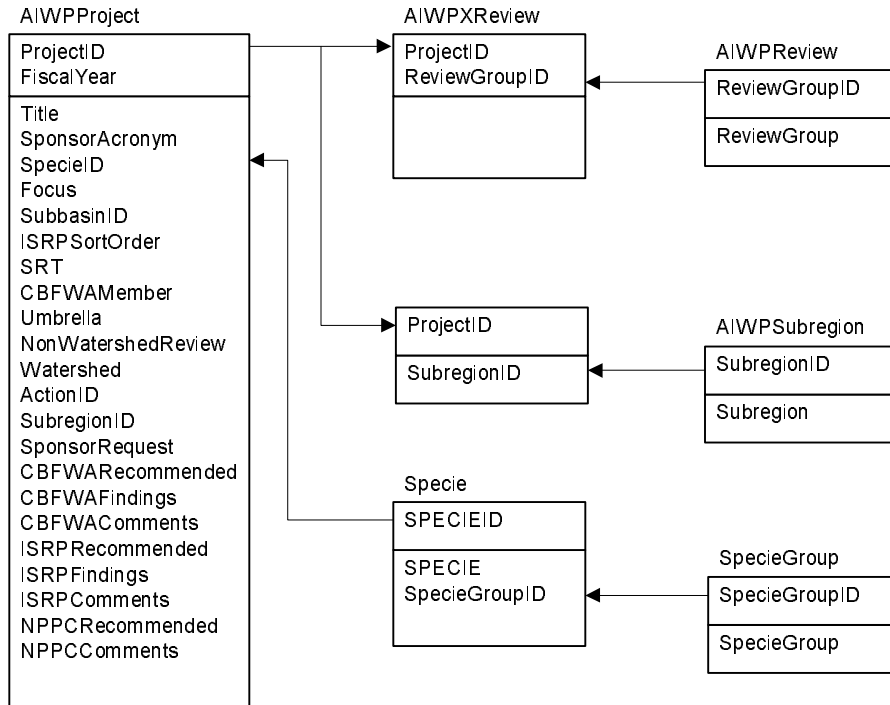 AIWPProject
ProjectID
FiscalYear
Title
SponsorAcronym
SpecieID
Focus
SubbasinID
ISRPSortOrder
SRT
CBFWAMember
Umbrella
NonWatershedReview
Watershed
ActionID
SubregionID
SponsorRequest
CBFWARecommended
CBFWAFindings
CBFWAComments
ISRPRecommended
ISRPFindings
ISRPComments
NPPCRecommended
NPPCComments
AIWPXReview
ProjectID
ReviewGroupID
AIWPReview
ReviewGroupID
ReviewGroup
ProjectID
SubregionID
AIWPSubregion
SubregionID
Subregion
Specie
SPECIEID
SPECIE
SpecieGroupID
SpecieGroup
SpecieGroupID
SpecieGroup